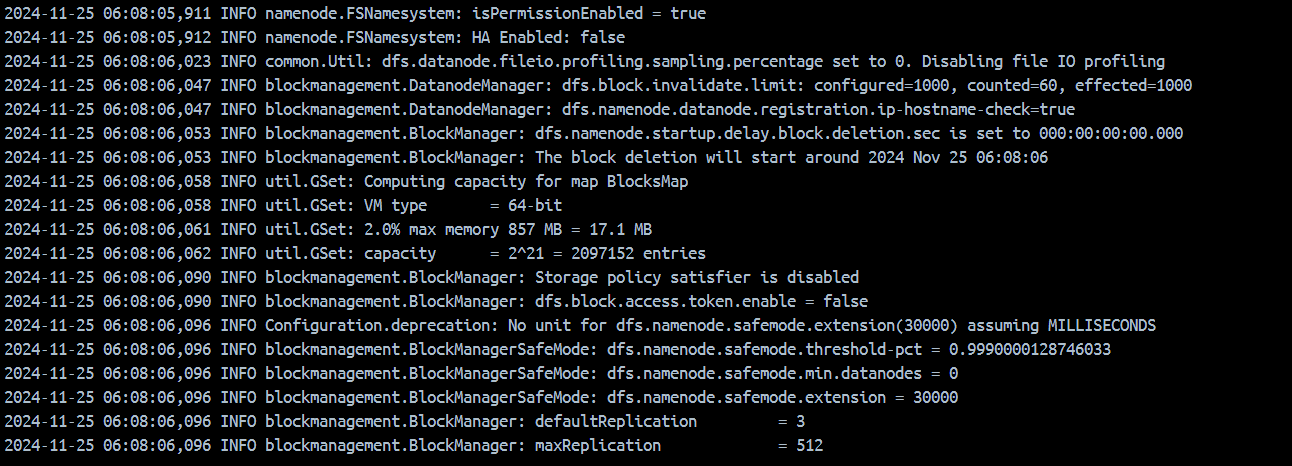 2024-11-25 06:08:05,911 INFO namenode.FSNamesystem: isPermissionEnabled = true
2024-11-25 06:08:05,912 INFO namenode.FSNamesystem: HA Enabled: false
2024-11-25 06:08:06,023 INFO common.Util: dfs.datanode.fileio.profiling.sampling.percentage set to 0. Disabling file IO profiling
2024-11-25 06:08:06,047 INFO blockmanagement.DatanodeManager: dfs.block.invalidate.limit: configured=1000, counted=60, effected=1000
2024-11-25 06:08:06,047 INFO blockmanagement.DatanodeManager: dfs.namenode.datanode.registration.ip-hostname-check=true
2024-11-25 06:08:06,053 INFO blockmanagement.BlockManager: dfs.namenode.startup.delay.block.deletion.sec is set to 000:00:00:00.000
2024-11-25 06:08:06,053 INFO blockmanagement.BlockManager: The block deletion will start around 2024 Nov 25 06:08:06
2024-11-25 06:08:06,058 INFO util.GSet: Computing capacity for map BlocksMap
2024-11-25 06:08:06,058 INFO util.GSet: VM type       = 64-bit
2024-11-25 06:08:06,061 INFO util.GSet: 2.0% max memory 857 MB = 17.1 MB
2024-11-25 06:08:06,062 INFO util.GSet: capacity      = 2^21 = 2097152 entries
2024-11-25 06:08:06,090 INFO blockmanagement.BlockManager: Storage policy satisfier is disabled
2024-11-25 06:08:06,090 INFO blockmanagement.BlockManager: dfs.block.access.token.enable = false
2024-11-25 06:08:06,096 INFO Configuration.deprecation: No unit for dfs.namenode.safemode.extension(30000) assuming MILLISECONDS
2024-11-25 06:08:06,096 INFO blockmanagement.BlockManagerSafeMode: dfs.namenode.safemode.threshold-pct = 0.9990000128746033
2024-11-25 06:08:06,096 INFO blockmanagement.BlockManagerSafeMode: dfs.namenode.safemode.min.datanodes = 0
2024-11-25 06:08:06,096 INFO blockmanagement.BlockManagerSafeMode: dfs.namenode.safemode.extension = 30000
2024-11-25 06:08:06,096 INFO blockmanagement.BlockManager: defaultReplication         = 3
2024-11-25 06:08:06,096 INFO blockmanagement.BlockManager: maxReplication             = 512